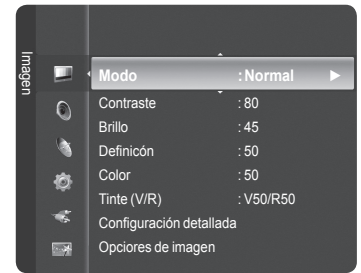 Imagen
Modo :Normal
Contraste : 80
Brillo : 45
Definicón : 50
Color : 50
Tinte (V/R) : V50/R50
Configuración detallada
Opciores de imagen